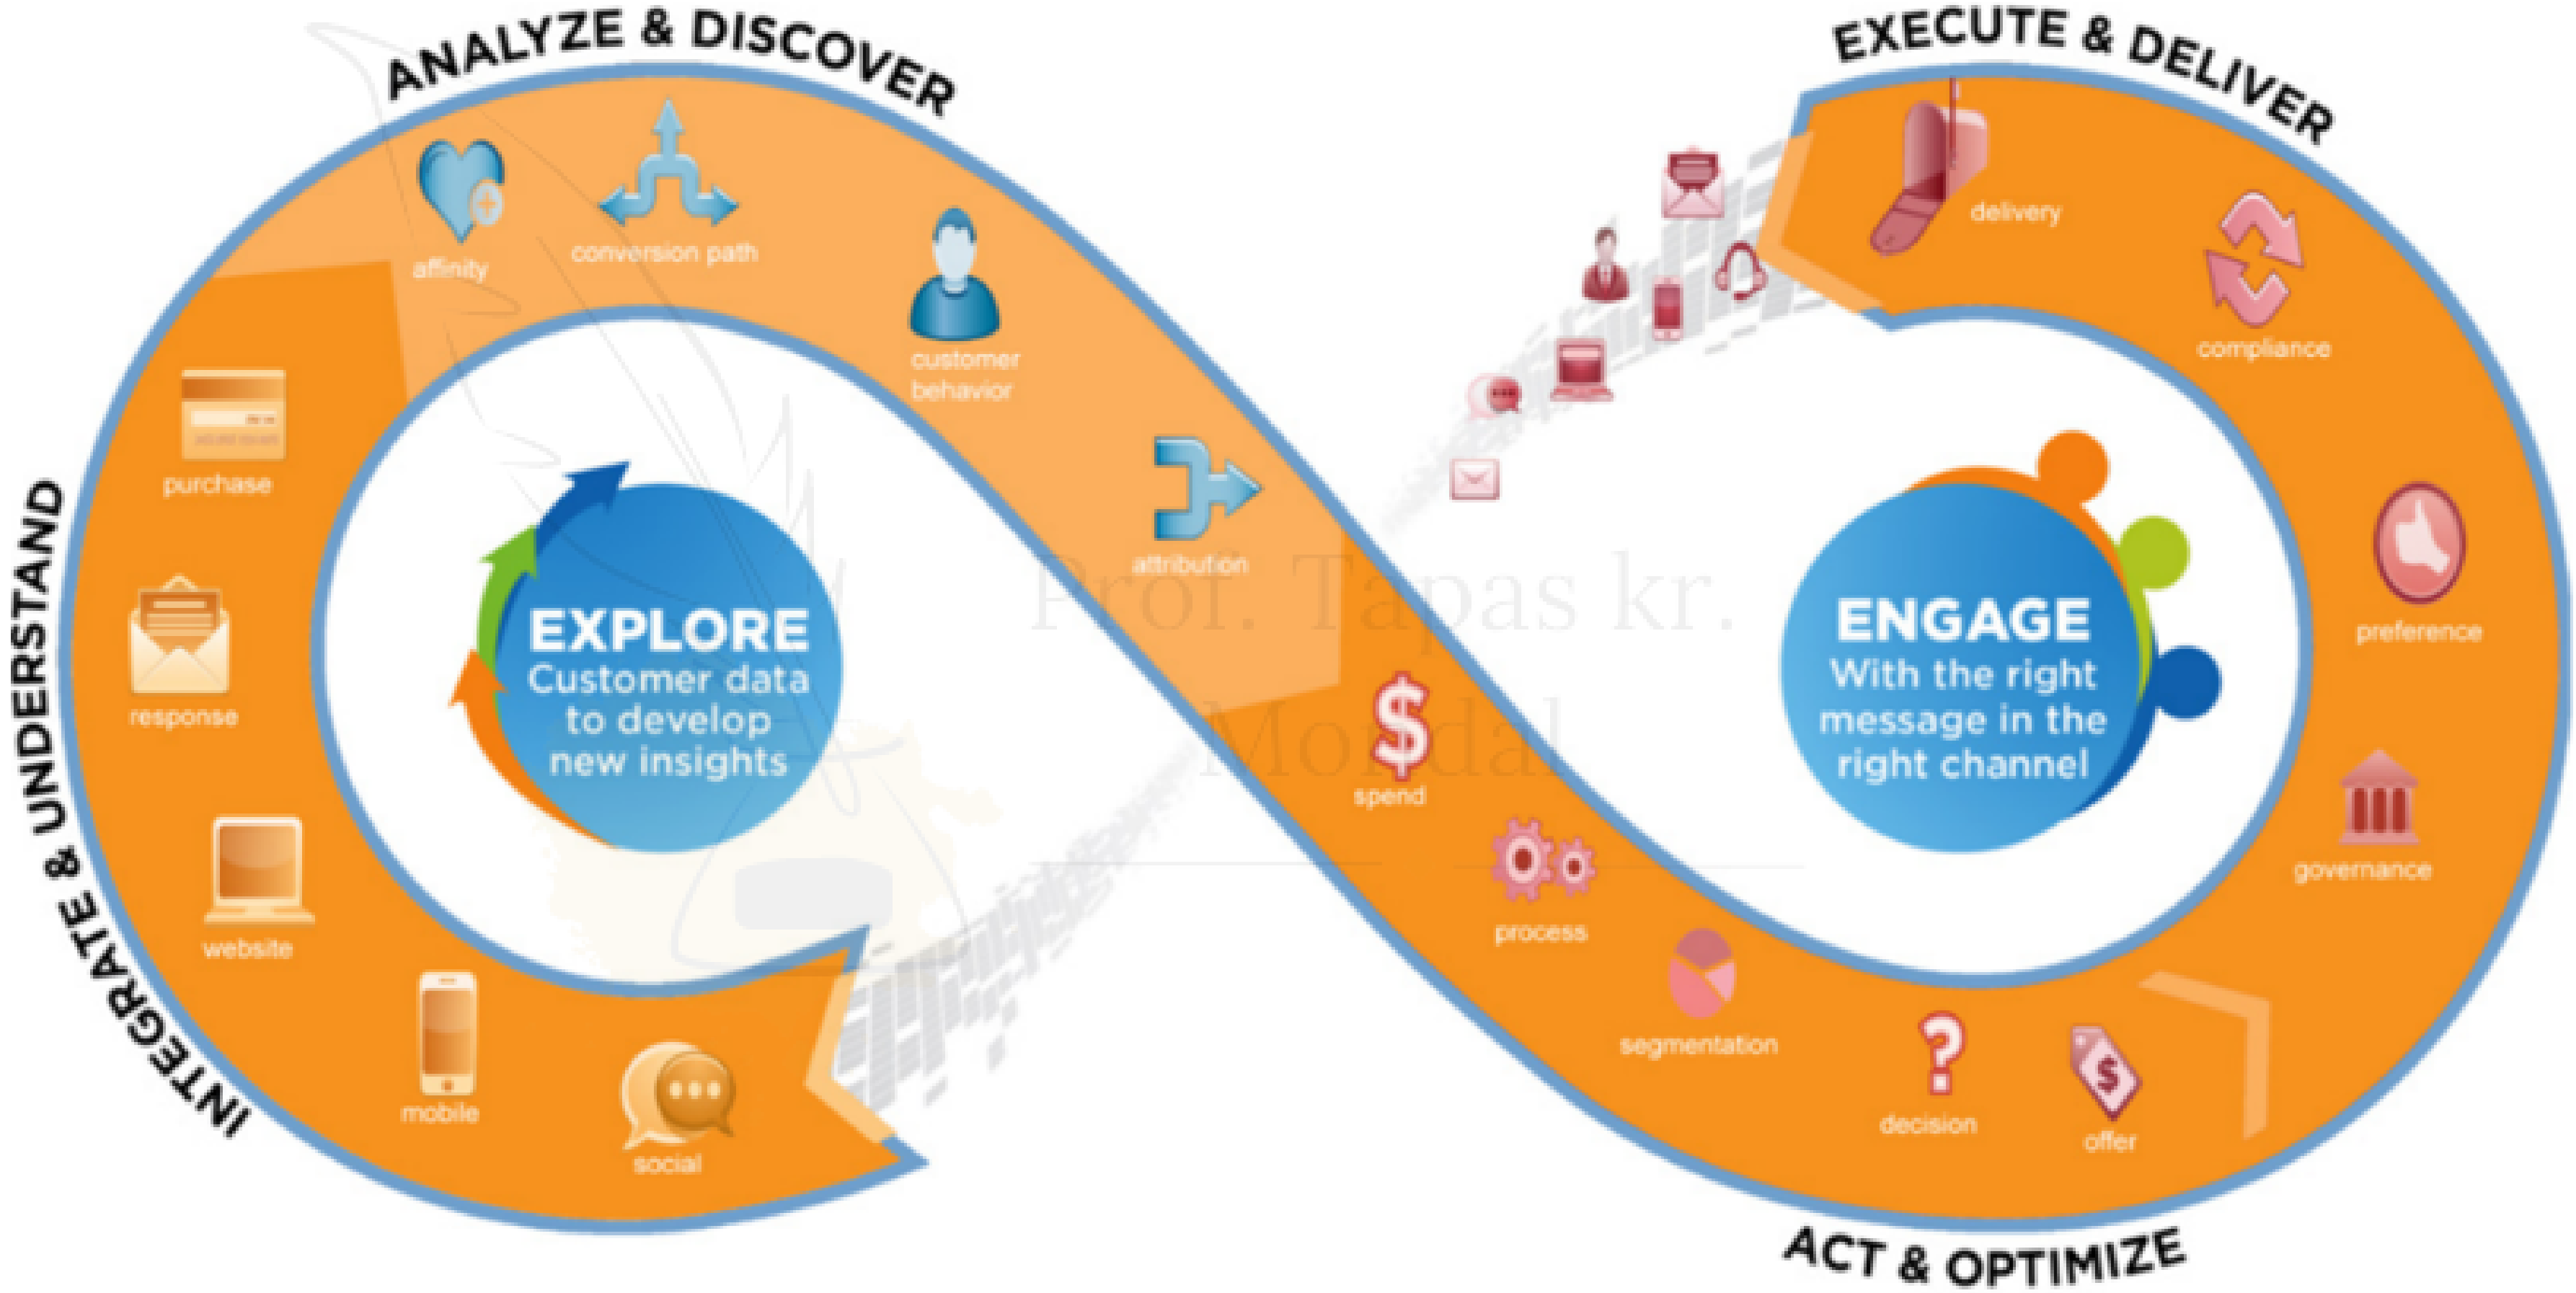 ANALYZE & DISCOVER
EXECUTE & DELIVER
INTEGRATE & UNDERSTAND
ACT & OPTIMIZE
affinity
conversion path
customer
behavior
attribution
purchase
response
website
mobile
social
EXPLORE
Customer data
to develop
new insights
spend
process
segmentation
decision
offer
governance
preference
compliance
delivery
ENGAGE
With the right
message in the
right channel
Prof. Tapas kr.
Mondal